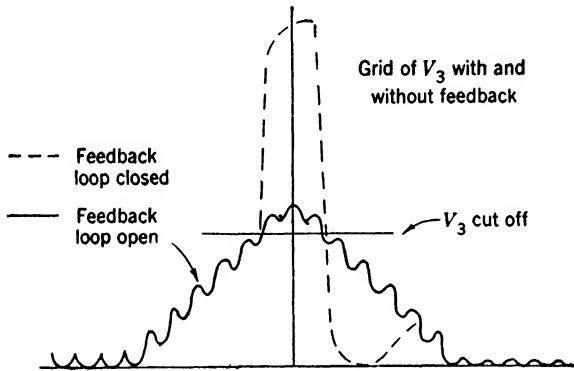 Grid of V₃ with and
without feedback
Feedback
loop closed
Feedback
loop open
V₃ cut off